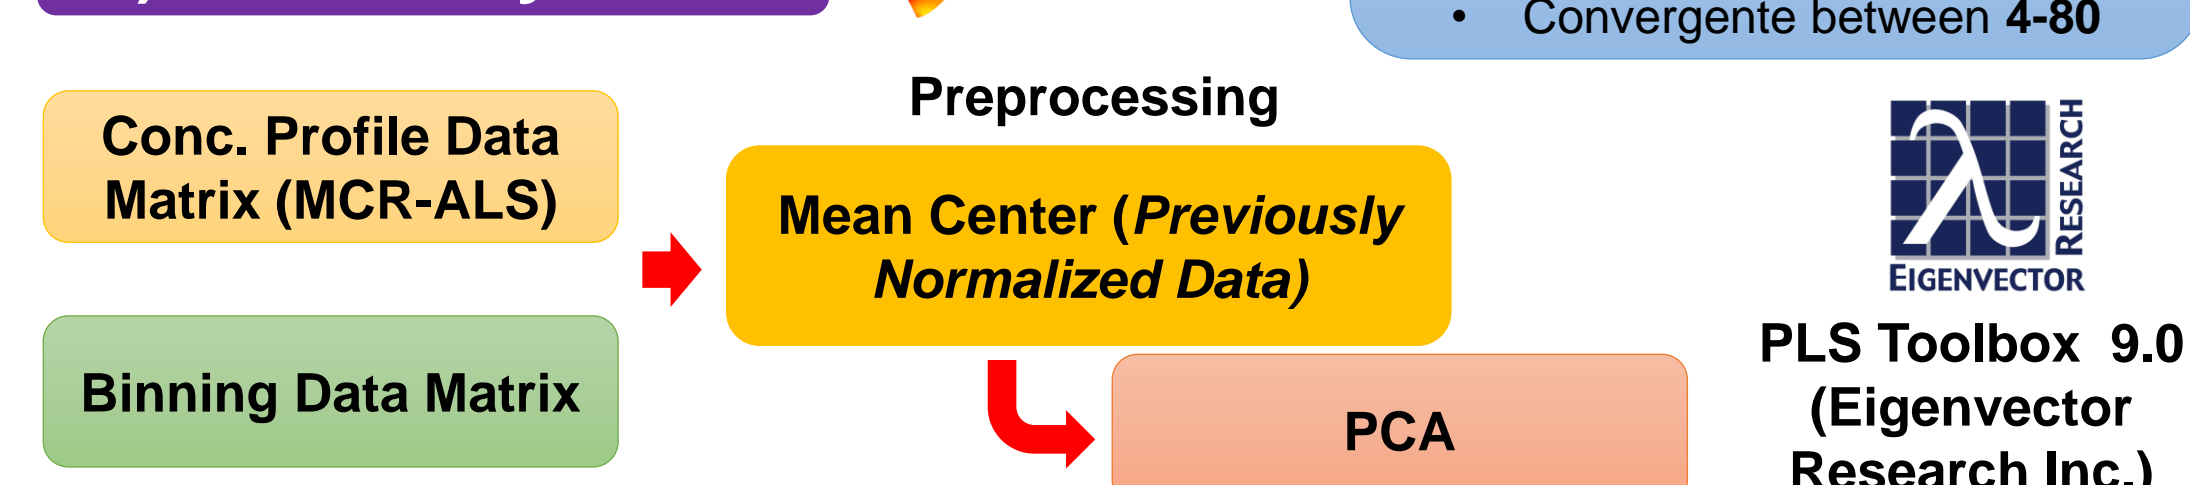 Convergente between 4-80
Preprocessing
Conc. Profile Data
Matrix (MCR-ALS)
Mean Center (Previously
Normalized Data)
Binning Data Matrix
PCA
λ
EIGENVECTOR
RESEARCH
PLS Toolbox 9.0
(Eigenvector
Research Inc.)